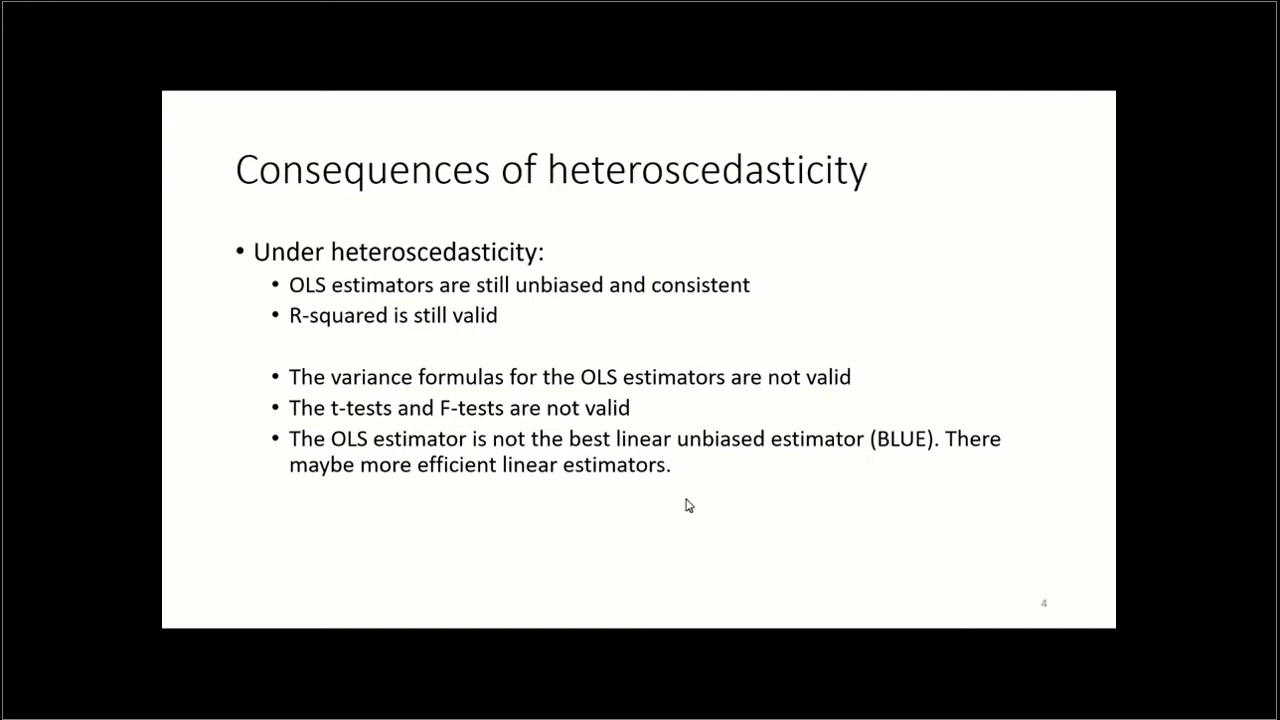 Consequences of heteroscedasticity
• Under heteroscedasticity:
• OLS estimators are still unbiased and consistent
• R-squared is still valid
• The variance formulas for the OLS estimators are not valid
• The t-tests and F-tests are not valid
• The OLS estimator is not the best linear unbiased estimator (BLUE). There
maybe more efficient linear estimators.
4